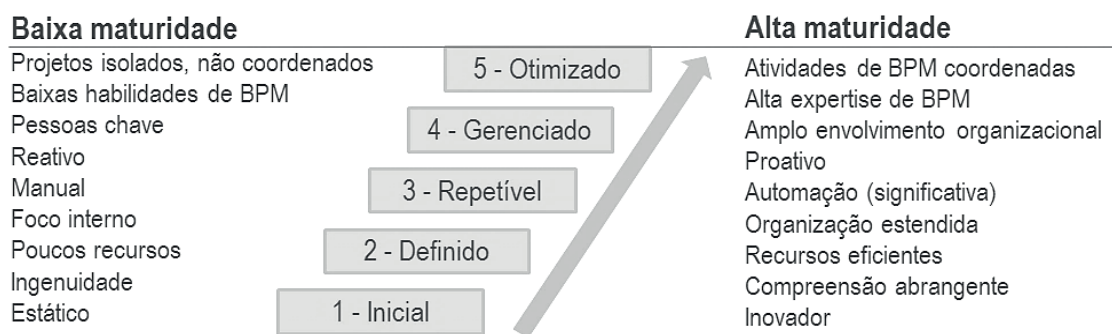 Baixa maturidade
Projetos isolados, não coordenados
Baixas habilidades de BPM
Pessoas chave
Reativo
Manual
Foco interno
Poucos recursos
Ingenuidade
Estático
5 - Otimizado
4 - Gerenciado
3 - Repetível
2 - Definido
1 - Inicial
Alta maturidade
Atividades de BPM coordenadas
Alta expertise de BPM
Amplo envolvimento organizacional
Proativo
Automação (significativa)
Organização estendida
Recursos eficientes
Compreensão abrangente
Inovador